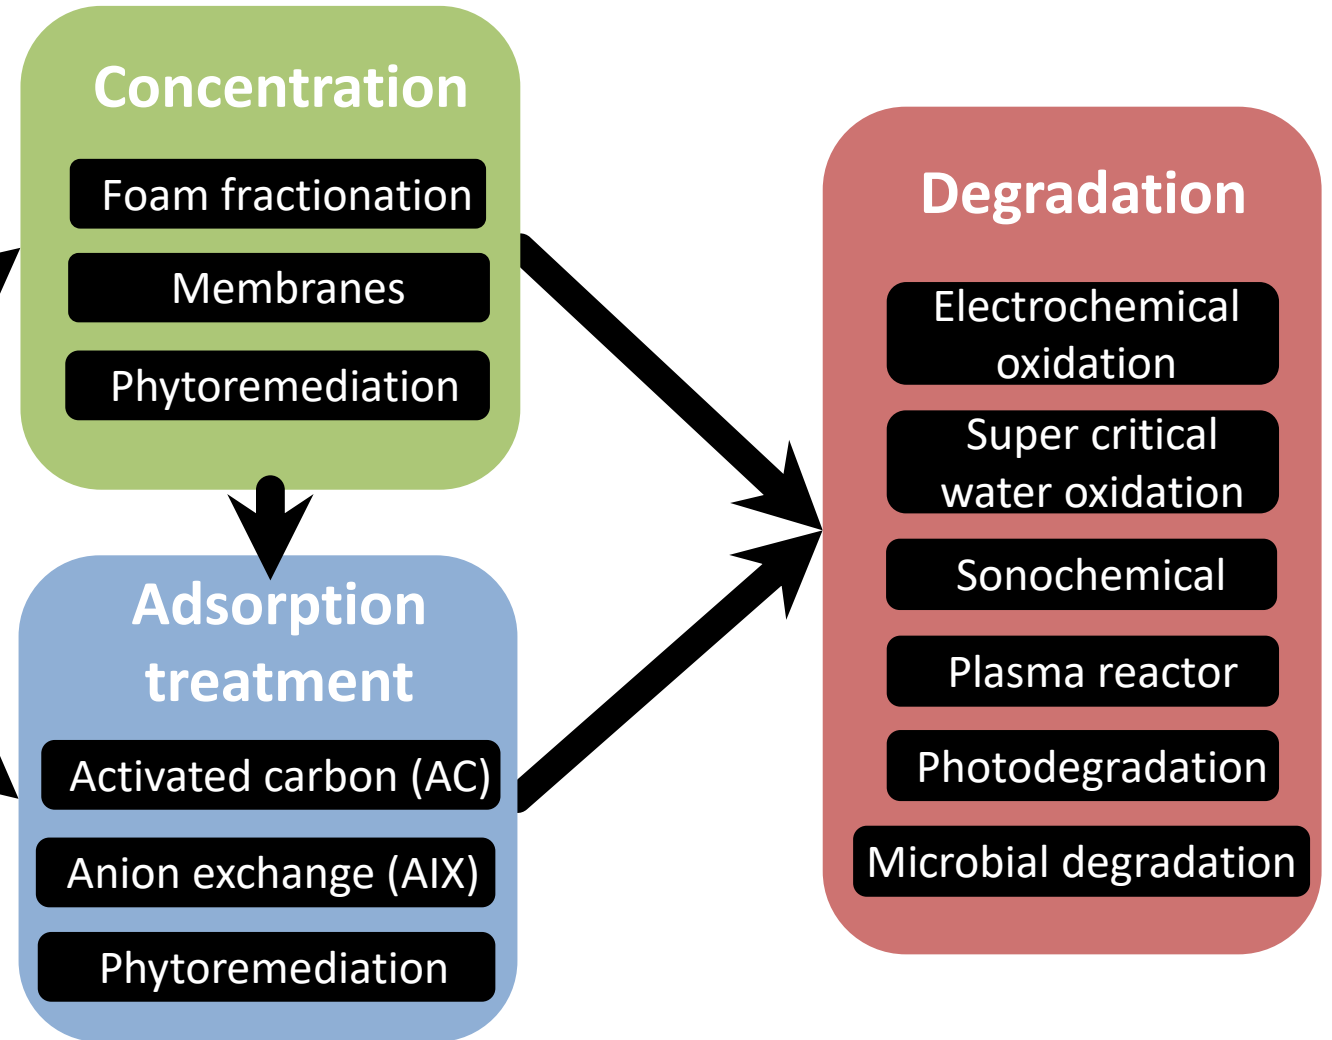 Concentration
Foam fractionation
Membranes
Phytoremediation
Adsorption
treatment
Activated carbon (AC)
Anion exchange (AIX)
Phytoremediation
Degradation
Electrochemical
oxidation
Super critical
water oxidation
Sonochemical
Plasma reactor
Photodegradation
Microbial degradation